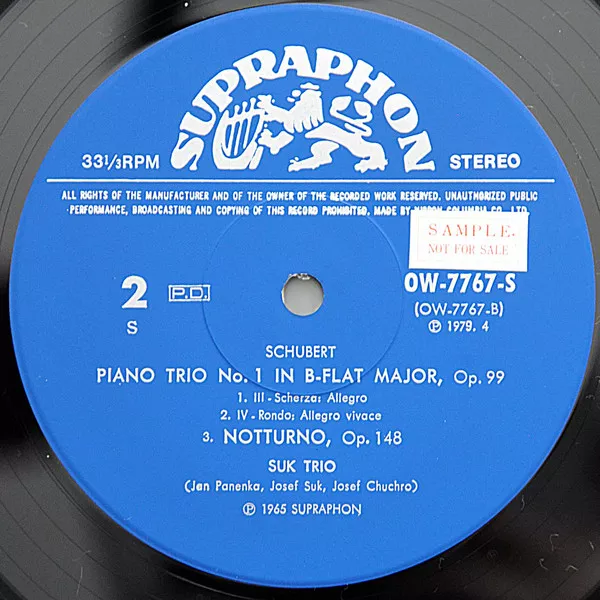 SUPRAPHON
33 1/3 RPM
STEREO
ALL RIGHTS OF THE MANUFACTURER AND OF THE OWNER OF THE RECORDED WORK RESERVED. UNAUTHORIZED PUBLIC
PERFORMANCE, BROADCASTING AND COPYING OF THIS RECORD PROHIBITED. MADE BY NIPPON COLUMBIA CO., LTD.
SAMPLE.
NOT FOR SALE
2
P.D.
OW-7767-S
S
(OW-7767-B)
Ⓟ 1979. 4
SCHUBERT
PIANO TRIO No. 1 IN B-FLAT MAJOR, Op. 99
1. III - Scherzo: Allegro
2. IV - Rondo: Allegro vivace
3. NOTTURNO, Op. 148
SUK TRIO
(Jan Panenka, Josef Suk, Josef Chuchro)
Ⓟ 1965 SUPRAPHON